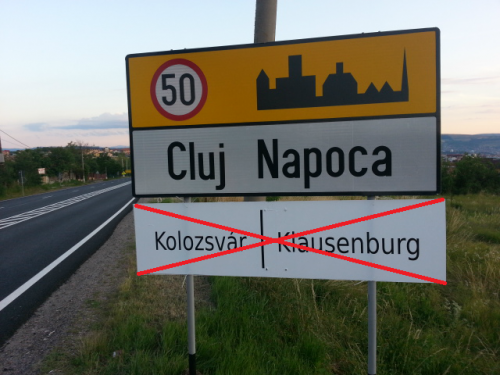 50
Cluj Napoca
Kolozsvár | Klausenburg